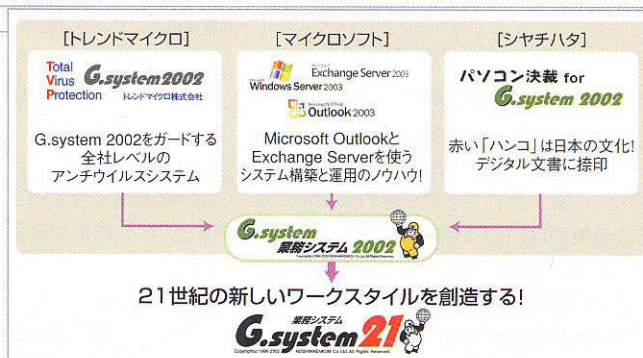 [トレンドマイクロ]
Total
Virus
Protection
G.system2002
トレンドマイクロ株式会社
G.system 2002をガードする
全社レベルの
アンチウイルスシステム
[マイクロソフト]
Microsoft
Windows Server 2003
Exchange Server 2003
Microsoft Office
Outlook 2003
Microsoft Outlookと
Exchange Serverを使う
システム構築と運用のノウハウ!
[シヤチハタ]
パソコン決裁 for
G.system 2002
赤い「ハンコ」は日本の文化!
デジタル文書に捺印
G.system
業務システム 2002
21世紀の新しいワークスタイルを創造する!
業務システム
G.system 21